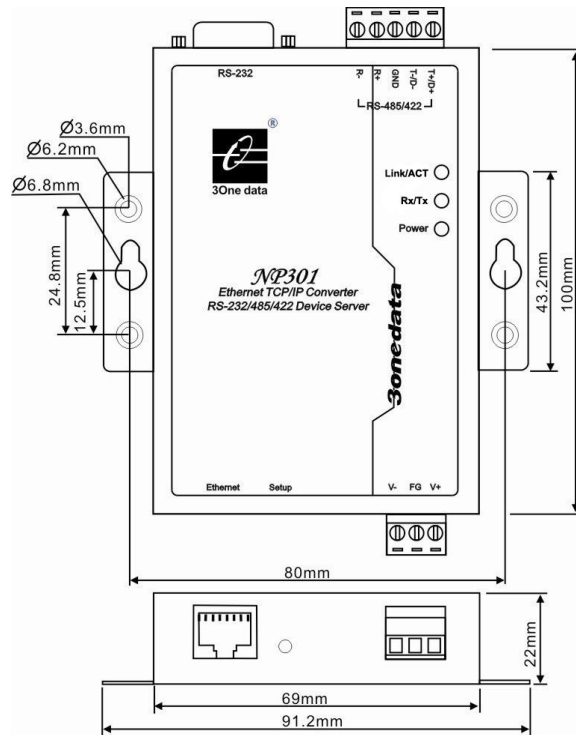 RS-232
R-
R+
GND
T-/D-
T+/D+
RS-485/422
®
3One data
Link/ACT
Rx/Tx
Power
Ø3.6mm
Ø6.2mm
Ø6.8mm
24.8mm
12.5mm
43.2mm
100mm
NP301
Ethernet TCP/IP Converter
RS-232/485/422 Device Server
3onedata
Ethernet
Setup
V-
FG
V+
80mm
22mm
69mm
91.2mm